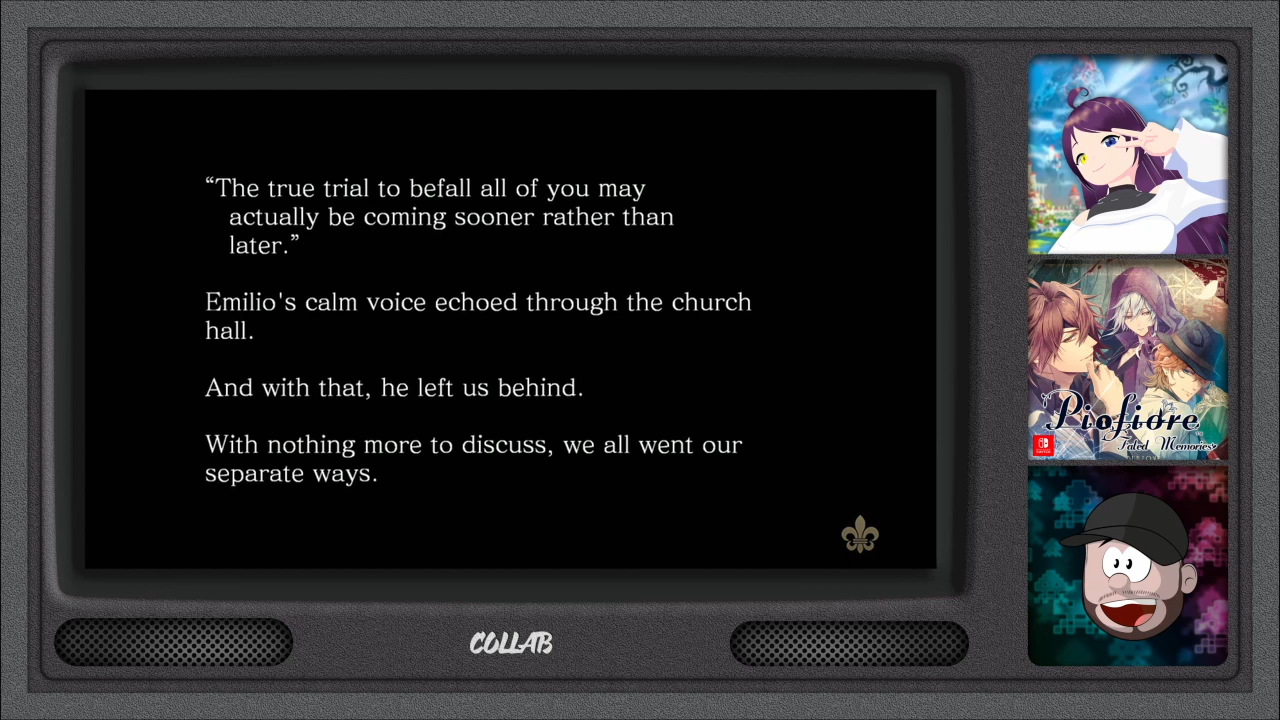 “The true trial to befall all of you may
actually be coming sooner rather than
later.”
Emilio's calm voice echoed through the church
hall.
And with that, he left us behind.
With nothing more to discuss, we all went our
separate ways.
COLLAB
Piofiore
Fated Memories